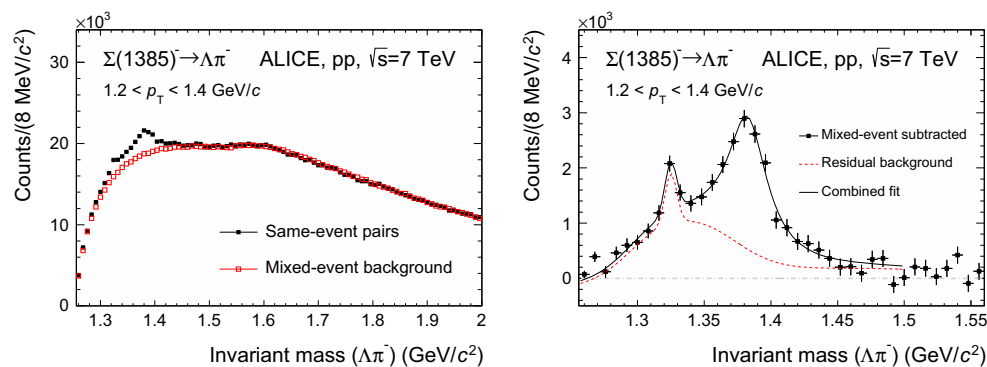 ×10³
Σ(1385)⁻→Λπ⁻ ALICE, pp, √s=7 TeV
1.2 < p_T < 1.4 GeV/c
Counts/(8 MeV/c²)
30
20
10
0
Same-event pairs
Mixed-event background
1.3 1.4 1.5 1.6 1.7 1.8 1.9 2
Invariant mass (Λπ⁻) (GeV/c²)
×10³
Σ(1385)⁻→Λπ⁻ ALICE, pp, √s=7 TeV
1.2 < p_T < 1.4 GeV/c
Counts/(8 MeV/c²)
4
3
2
1
0
Mixed-event subtracted
Residual background
Combined fit
1.3 1.35 1.4 1.45 1.5 1.55
Invariant mass (Λπ⁻) (GeV/c²)